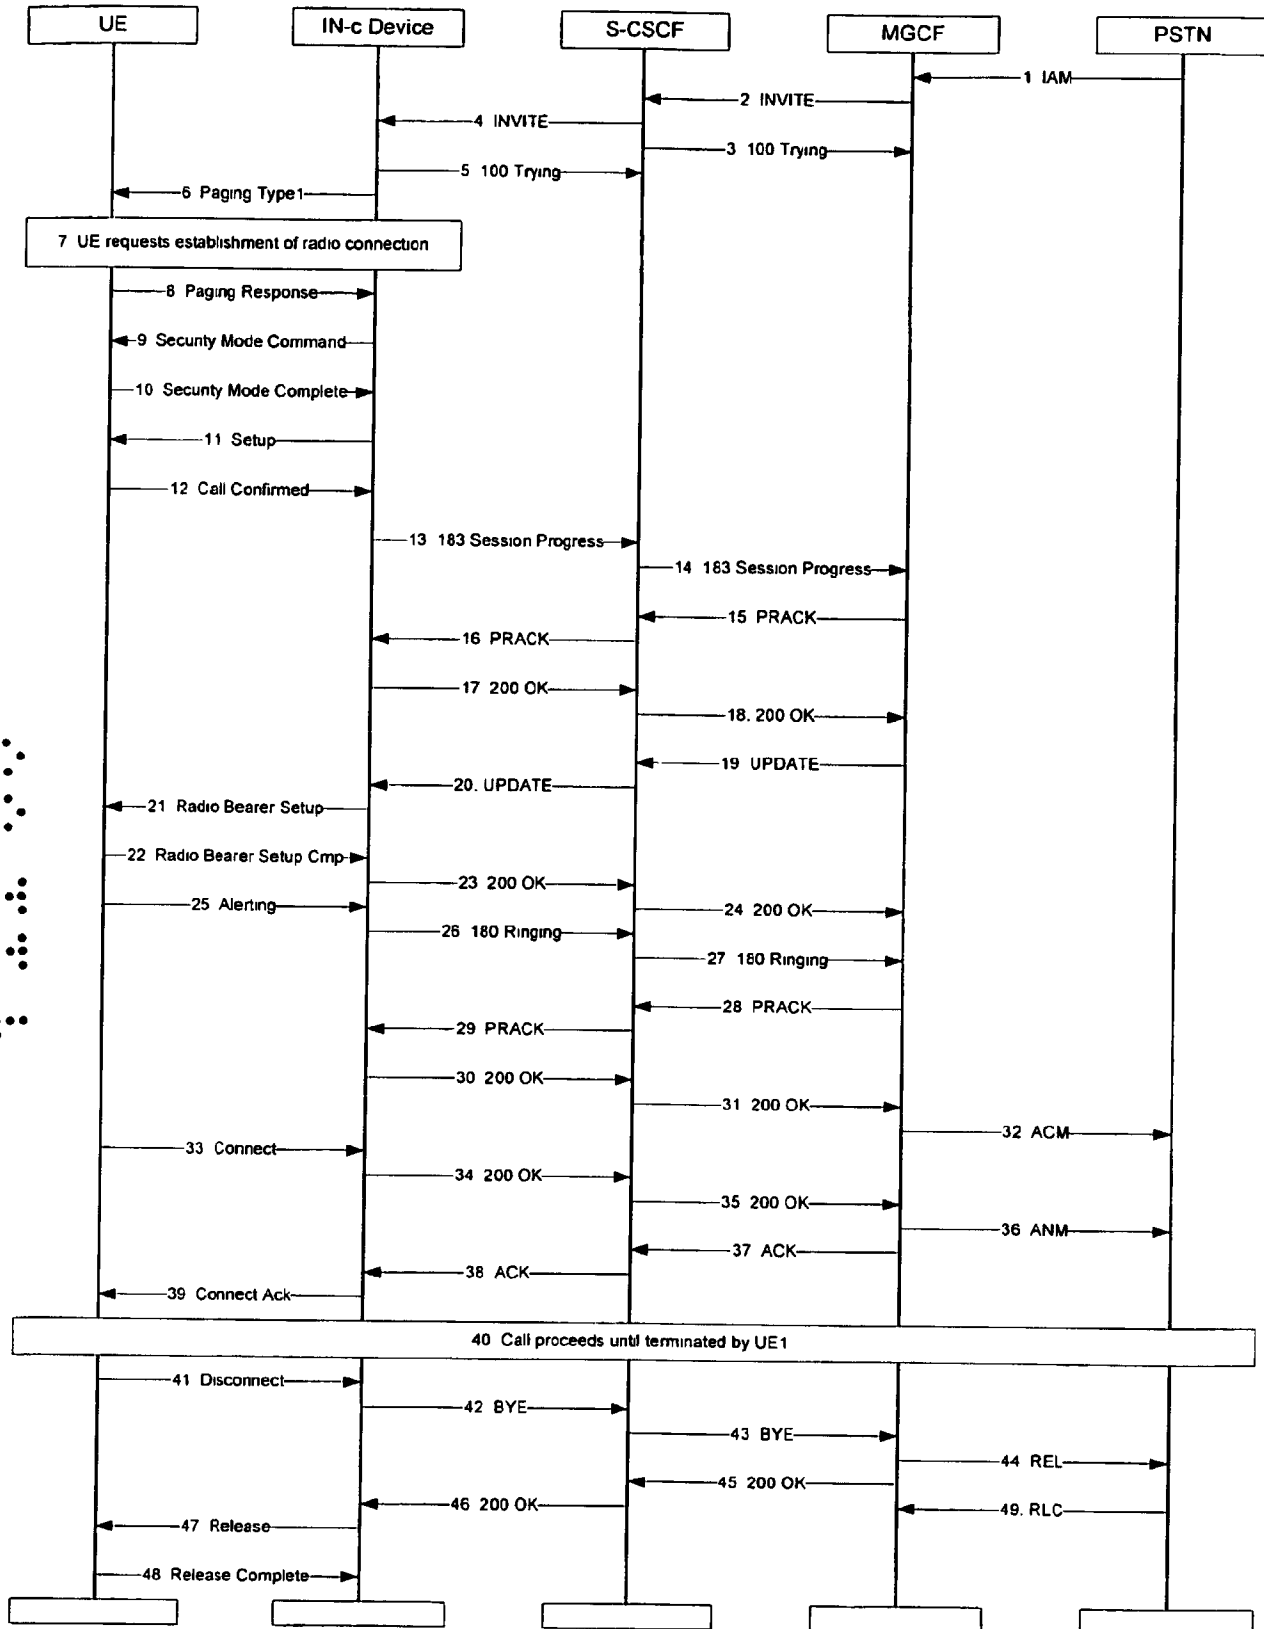 UE
IN-c Device
S-CSCF
MGCF
PSTN
1 IAM
2 INVITE
4 INVITE
3 100 Trying
5 100 Trying
6 Paging Type1
7 UE requests establishment of radio connection
8 Paging Response
9 Security Mode Command
10 Security Mode Complete
11 Setup
12 Call Confirmed
13 183 Session Progress
14 183 Session Progress
15 PRACK
16 PRACK
17 200 OK
18. 200 OK
19 UPDATE
20. UPDATE
21 Radio Bearer Setup
22 Radio Bearer Setup Cmp
23 200 OK
25 Alerting
24 200 OK
26 180 Ringing
27 180 Ringing
28 PRACK
29 PRACK
30 200 OK
31 200 OK
32 ACM
33 Connect
34 200 OK
35 200 OK
36 ANM
37 ACK
38 ACK
39 Connect Ack
40 Call proceeds until terminated by UE1
41 Disconnect
42 BYE
43 BYE
44 REL
45 200 OK
46 200 OK
49. RLC
47 Release
48 Release Complete